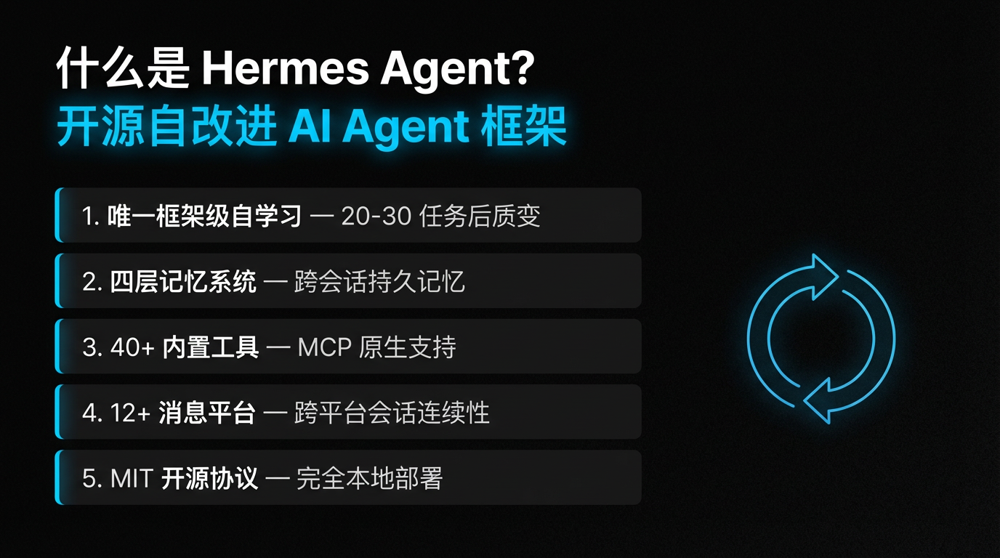 什么是 Hermes Agent?
开源自改进 AI Agent 框架
1. 唯一框架级自学习 — 20-30 任务后质变
2. 四层记忆系统 — 跨会话持久记忆
3. 40+ 内置工具 — MCP 原生支持
4. 12+ 消息平台 — 跨平台会话连续性
5. MIT 开源协议 — 完全本地部署